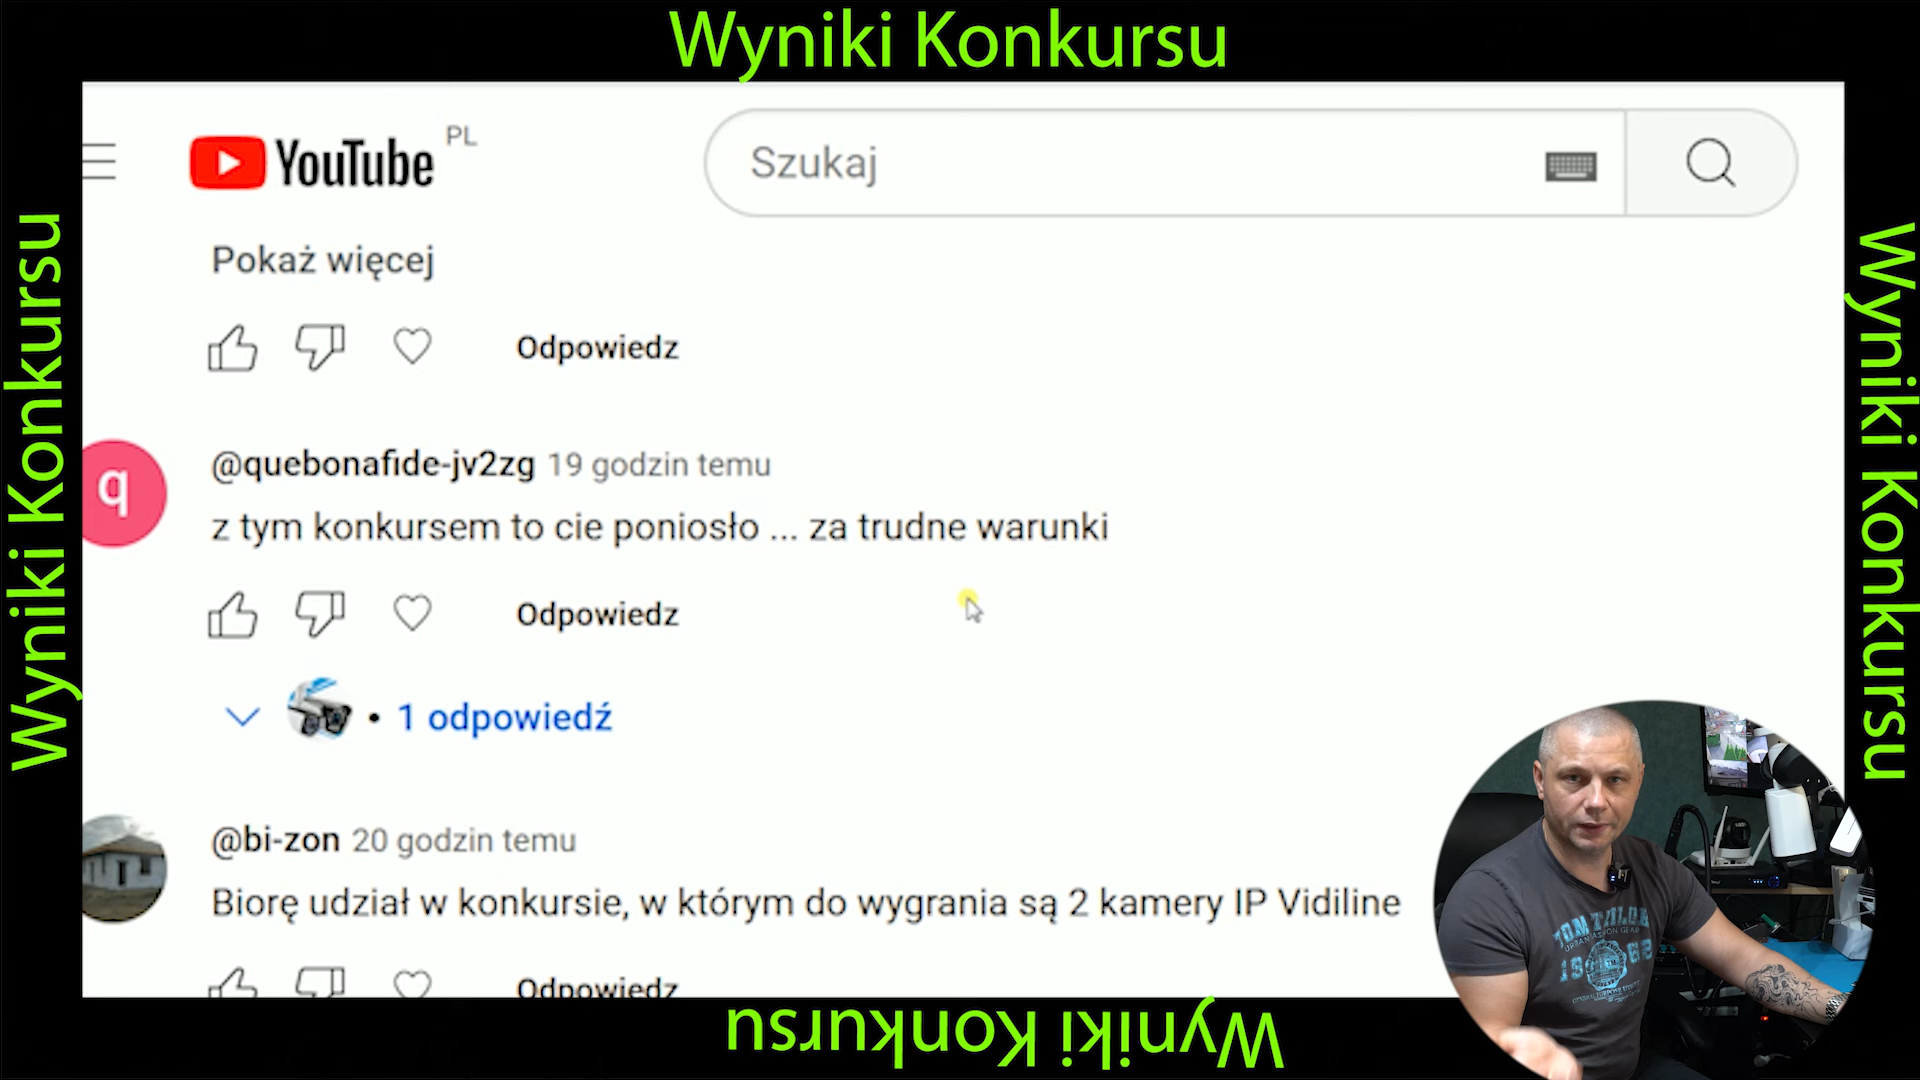 Wyniki Konkursu
YouTube PL
Szukaj
Pokaż więcej
Odpowiedz
q
@quebonafide-jv2zg 19 godzin temu
z tym konkursem to cie poniosło ... za trudne warunki
Odpowiedz
• 1 odpowiedź
@bi-zon 20 godzin temu
Biorę udział w konkursie, w którym do wygrania są 2 kamery IP Vidiline
Odpowiedz
Wyniki Konkursu
Wyniki Konkursu
Wyniki Konkursu
TOM TAILOR